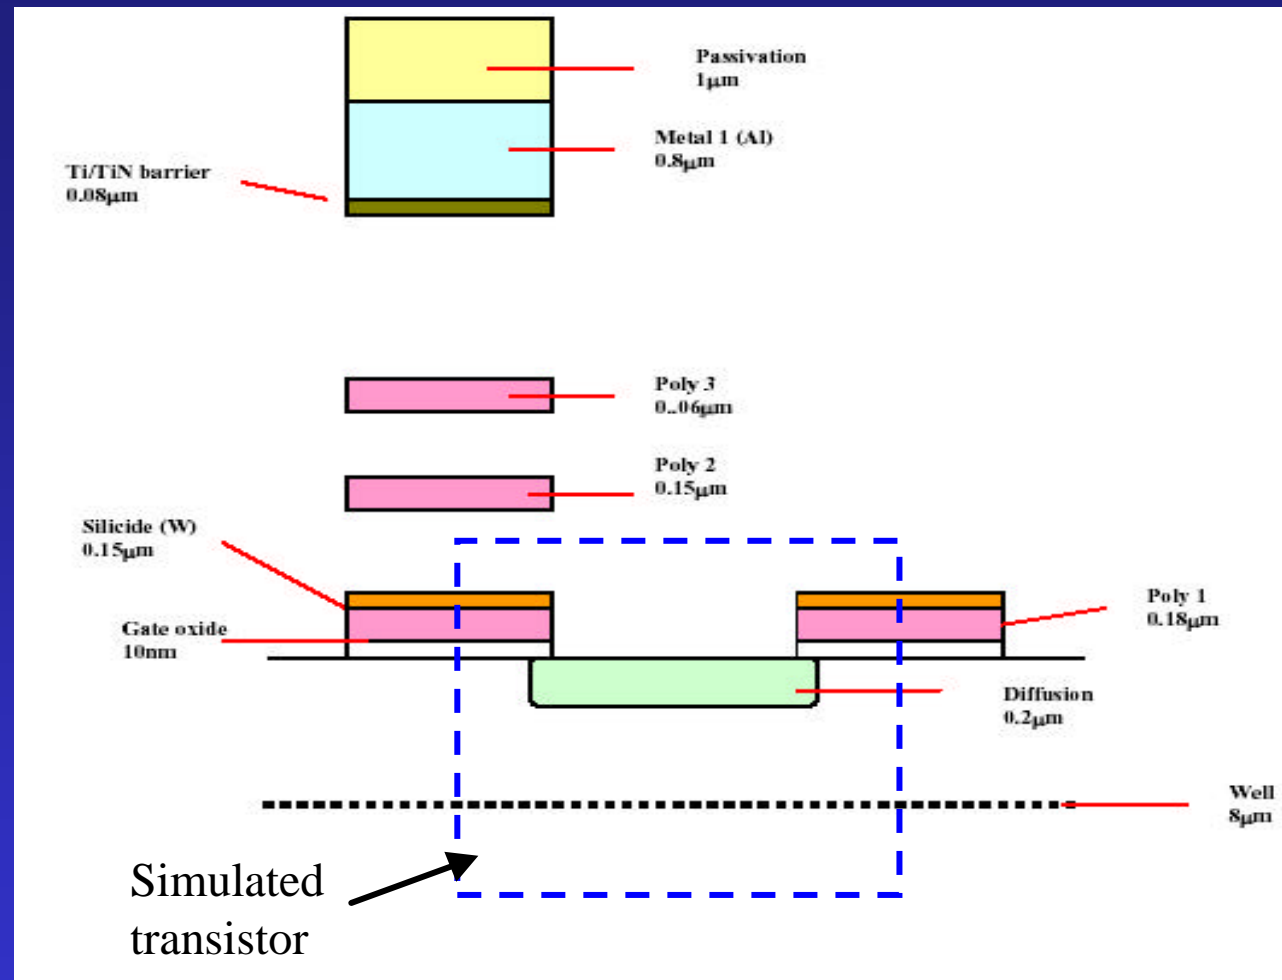 Passivation
1μm
Metal 1 (Al)
0.8μm
Ti/TiN barrier
0.08μm
Poly 3
0..06μm
Poly 2
0.15μm
Silicide (W)
0.15μm
Poly 1
0.18μm
Gate oxide
10nm
Diffusion
0.2μm
Well
8μm
Simulated
transistor